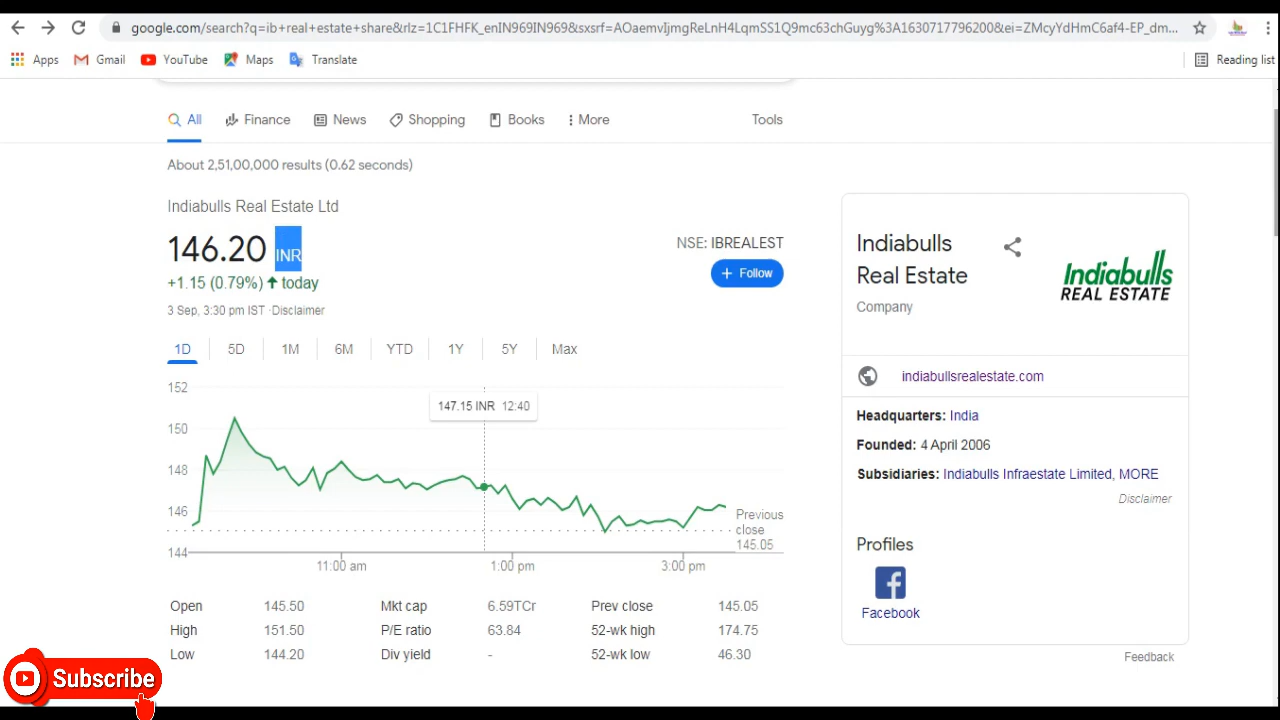 google.com/search?q=ib+real+estate+share&rlz=1C1FHFK_enIN969IN969&sxsrf=AOaemvIjmgReLnH4LqmSS1Q9mc63chGuyg%3A1630717796200&ei=ZMcyYdHmC6af4-EP_dm...
Apps Gmail YouTube Maps Translate Reading list
All Finance News Shopping Books More Tools
About 2,51,00,000 results (0.62 seconds)
Indiabulls Real Estate Ltd
146.20 INR
NSE: IBREALEST
+1.15 (0.79%) ↑ today
+ Follow
3 Sep, 3:30 pm IST · Disclaimer
1D 5D 1M 6M YTD 1Y 5Y Max
152
147.15 INR 12:40
150
148
146
144
Previous
close
145.05
11:00 am 1:00 pm 3:00 pm
Open 145.50 Mkt cap 6.59TCr Prev close 145.05
High 151.50 P/E ratio 63.84 52-wk high 174.75
Low 144.20 Div yield - 52-wk low 46.30
Indiabulls
Real Estate
Company
Indiabulls
REAL ESTATE
indiabullsrealestate.com
Headquarters: India
Founded: 4 April 2006
Subsidiaries: Indiabulls Infraestate Limited, MORE
Disclaimer
Profiles
Facebook
Feedback
Subscribe